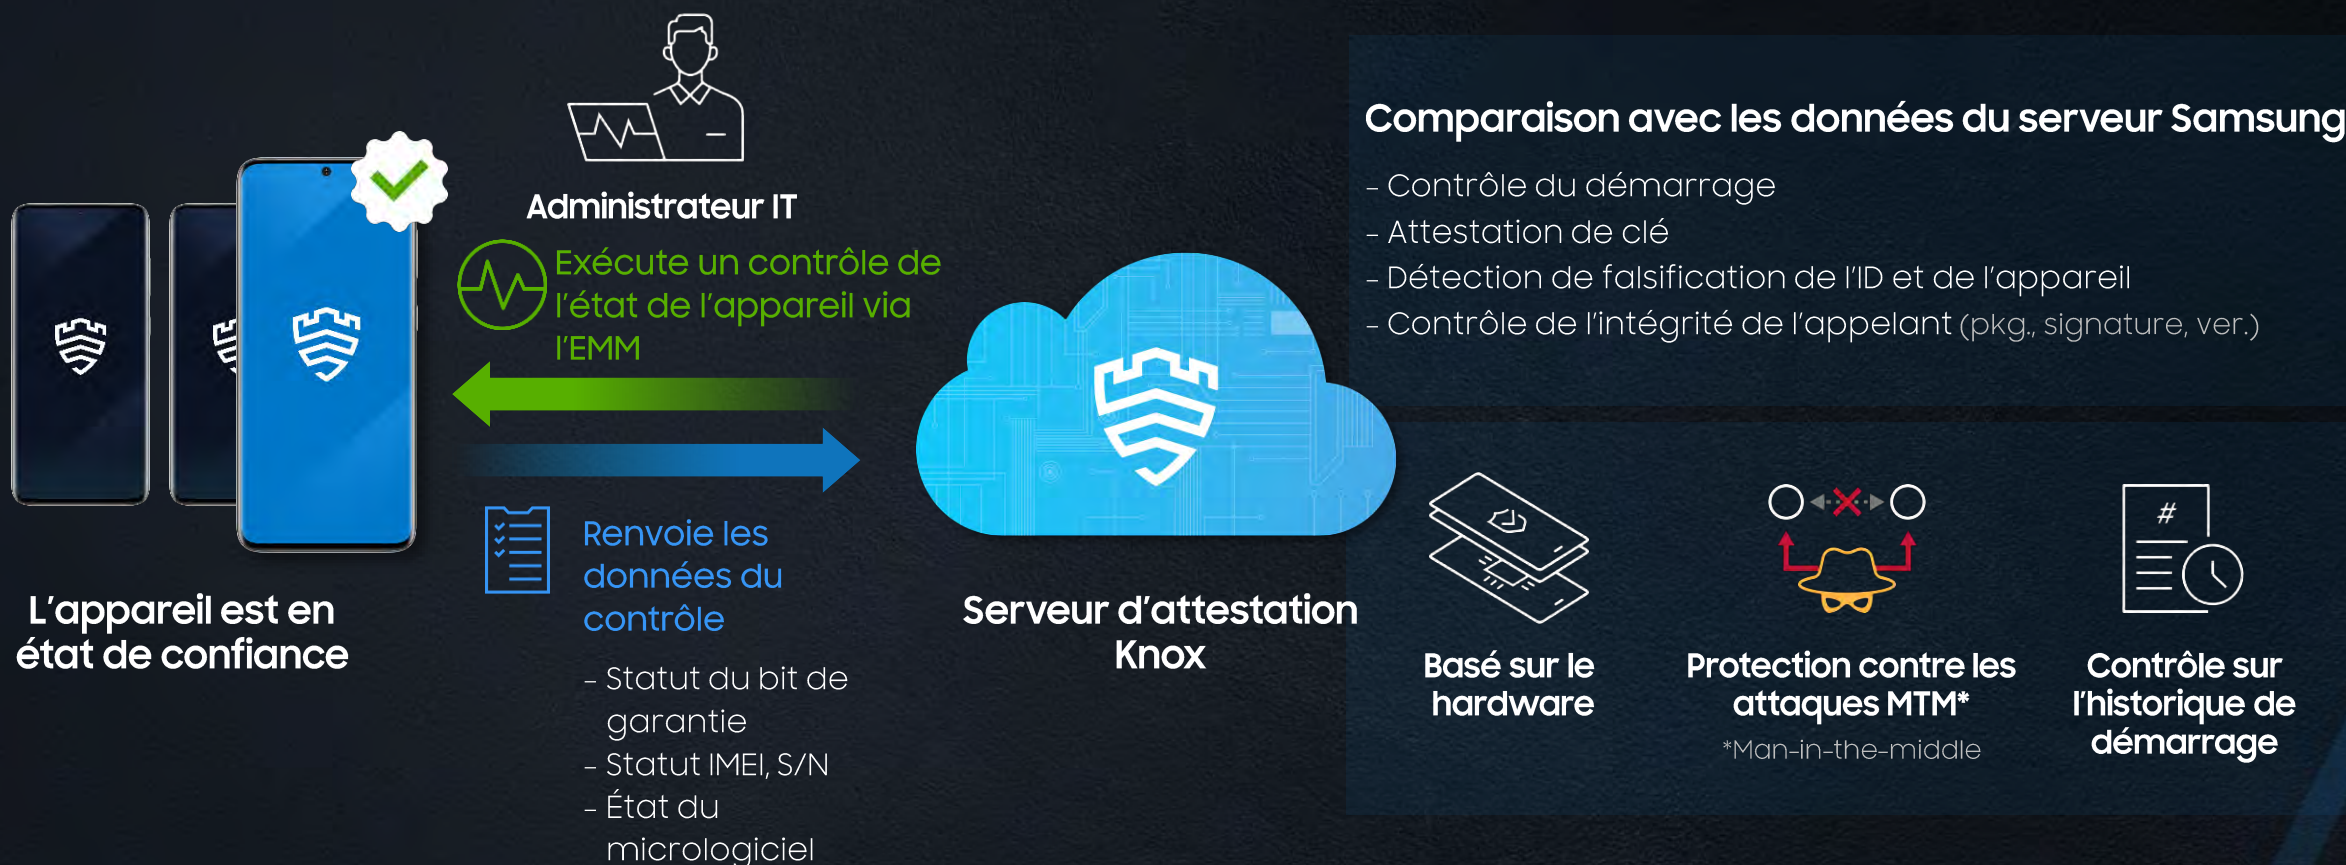 Administrateur IT
Exécute un contrôle de
l'état de l'appareil via
l'EMM
L'appareil est en
état de confiance
Renvoie les
données du
contrôle
- Statut du bit de
garantie
- Statut IMEI, S/N
- État du
micrologiciel
Serveur d'attestation
Knox
Comparaison avec les données du serveur Samsung
- Contrôle du démarrage
- Attestation de clé
- Détection de falsification de l'ID et de l'appareil
- Contrôle de l'intégrité de l'appelant (pkg., signature, ver.)
Basé sur le
hardware
Protection contre les
attaques MTM*
*Man-in-the-middle
#
Contrôle sur
l'historique de
démarrage